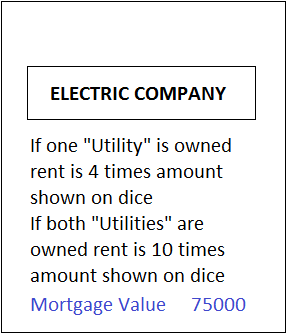 ELECTRIC COMPANY
If one "Utility" is owned
rent is 4 times amount
shown on dice
If both "Utilities" are
owned rent is 10 times
amount shown on dice
Mortgage Value 75000